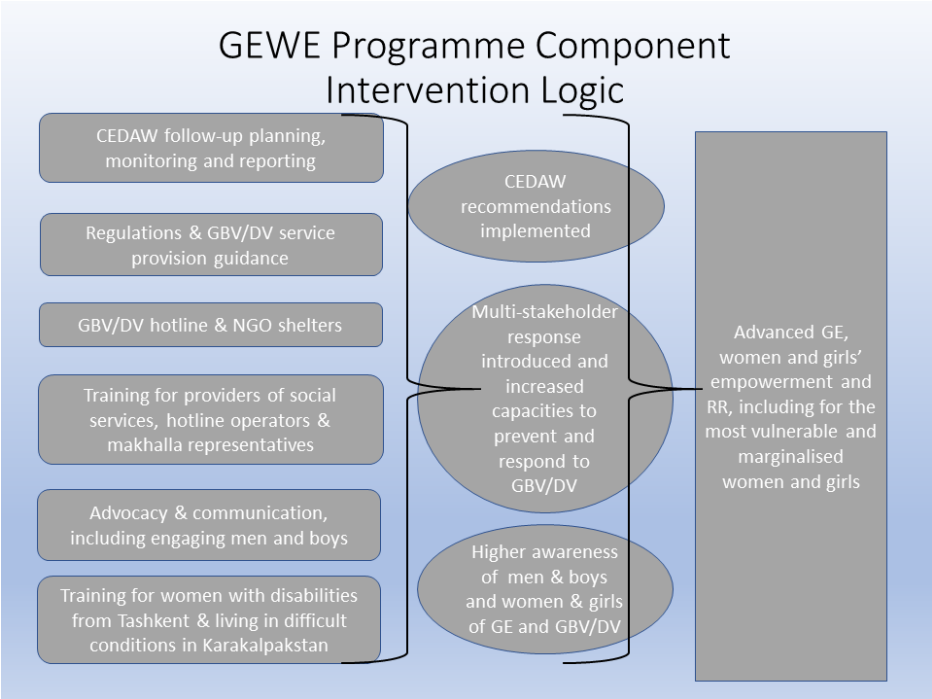 GEWE Programme Component
Intervention Logic
CEDAW follow-up planning,
monitoring and reporting
Regulations & GBV/DV service
provision guidance
GBV/DV hotline & NGO shelters
Training for providers of social
services, hotline operators &
makhalla representatives
Advocacy & communication,
including engaging men and boys
Training for women with disabilities
from Tashkent & living in difficult
conditions in Karakalpakstan
CEDAW
recommendations
implemented
Multi-stakeholder
response
introduced and
increased
capacities to
prevent and
respond to
GBV/DV
Higher awareness
of men & boys
and women & girls
of GE and GBV/DV
Advanced GE,
women and girls’
empowerment and
RR, including for the
most vulnerable and
marginalised
women and girls